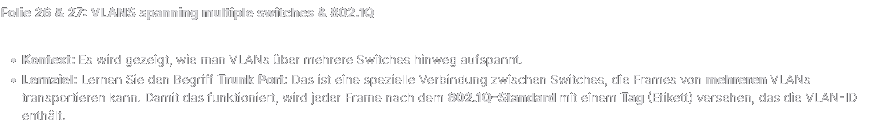 Folie 26 & 27: VLANS spanning multiple switches & 802.1Q
• Kontext: Es wird gezeigt, wie man VLANs über mehrere Switches hinweg aufspannt.
• Lernziel: Lernen Sie den Begriff Trunk Port: Das ist eine spezielle Verbindung zwischen Switches, die Frames von mehreren VLANs
transportieren kann. Damit das funktioniert, wird jeder Frame nach dem 802.1Q-Standard mit einem Tag (Etikett) versehen, das die VLAN-ID
enthält.